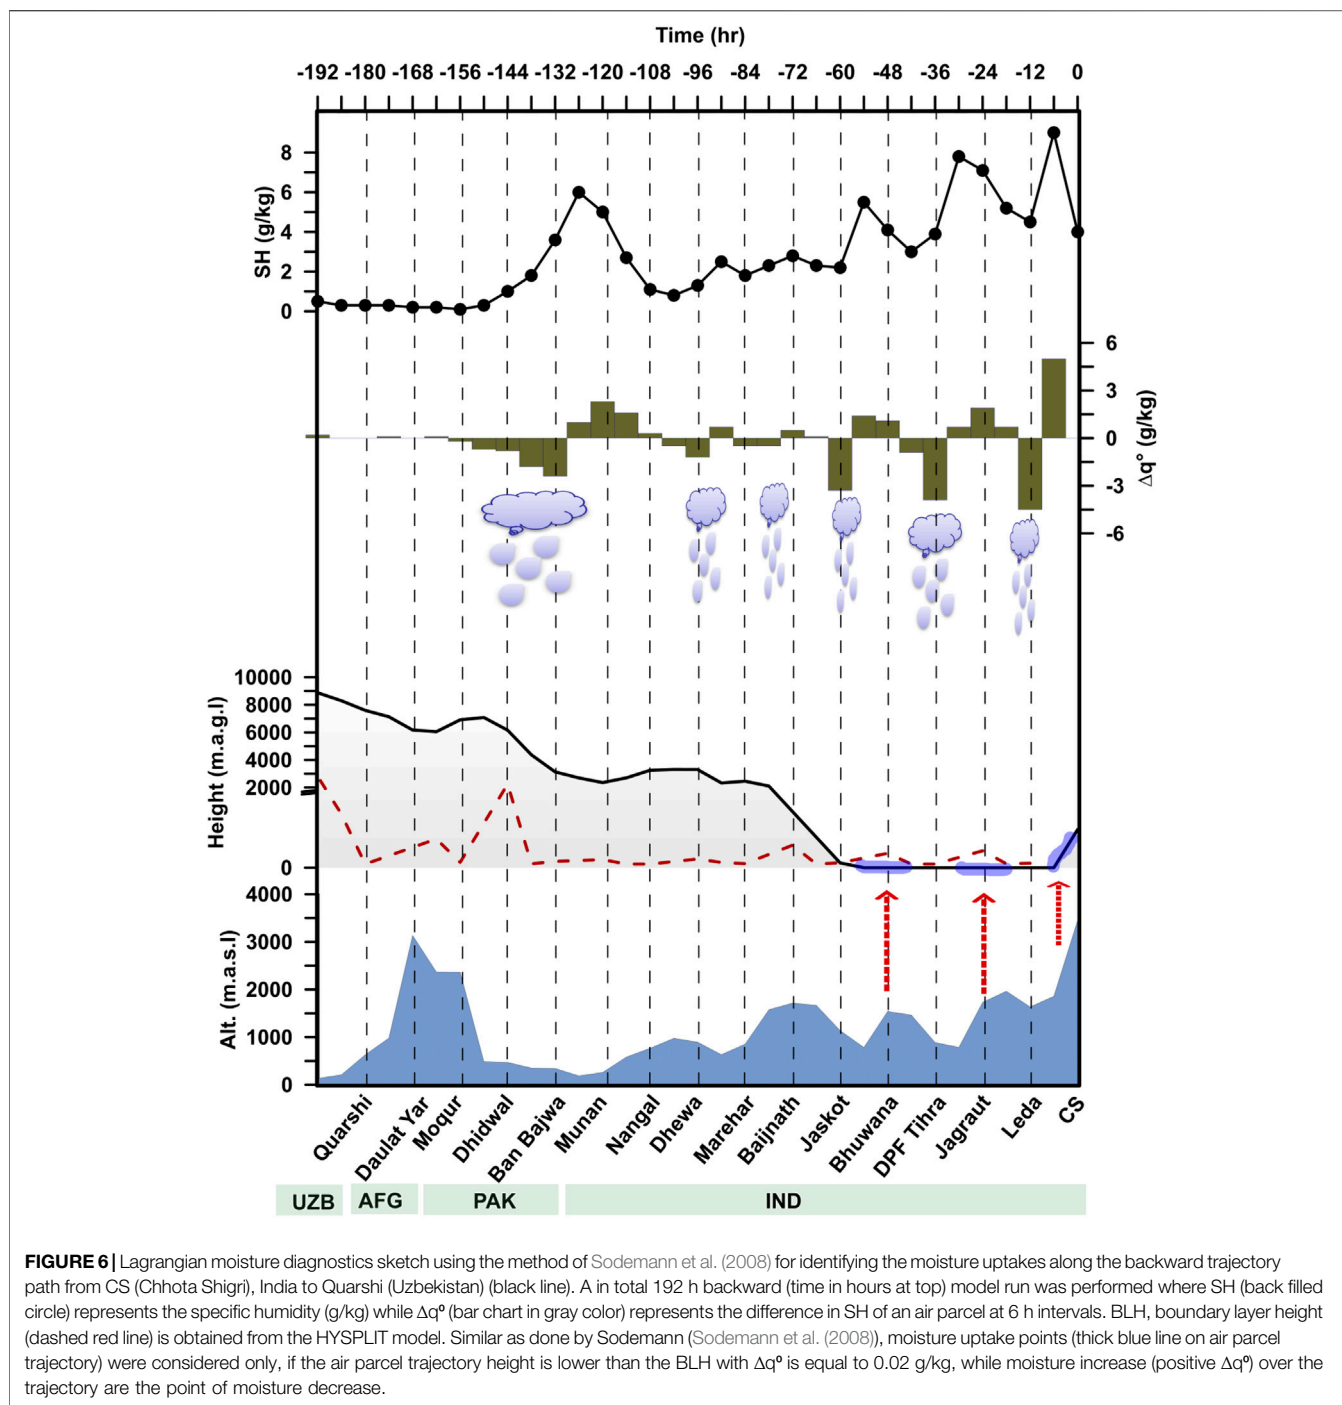 Time (hr)
-192 -180 -168 -156 -144 -132 -120 -108 -96 -84 -72 -60 -48 -36 -24 -12 0
SH (g/kg)
8
6
4
2
0
Δq° (g/kg)
6
3
0
-3
-6
Height (m.a.g.l)
10000
8000
6000
4000
2000
0
Alt. (m.a.s.l)
4000
3000
2000
1000
0
Quarshi
Daulat Yar
Moqur
Dhidwal
Ban Bajwa
Munan
Nangal
Dhewa
Marehar
Baijnath
Jaskot
Bhuwana
DPF Tihra
Jagraut
Leda
CS
UZB AFG PAK IND
FIGURE 6 | Lagrangian moisture diagnostics sketch using the method of Sodemann et al. (2008) for identifying the moisture uptakes along the backward trajectory
path from CS (Chhota Shigri), India to Quarshi (Uzbekistan) (black line). A in total 192 h backward (time in hours at top) model run was performed where SH (back filled
circle) represents the specific humidity (g/kg) while Δqº (bar chart in gray color) represents the difference in SH of an air parcel at 6 h intervals. BLH, boundary layer height
(dashed red line) is obtained from the HYSPLIT model. Similar as done by Sodemann (Sodemann et al. (2008)), moisture uptake points (thick blue line on air parcel
trajectory) were considered only, if the air parcel trajectory height is lower than the BLH with Δqº is equal to 0.02 g/kg, while moisture increase (positive Δqº) over the
trajectory are the point of moisture decrease.